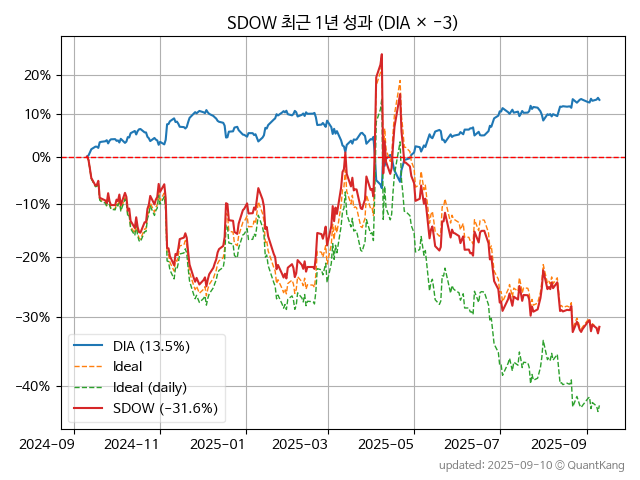 SDOW 최근 1년 성과 (DIA × −3)
20%
10%
0%
−10%
−20%
−30%
−40%
DIA (13.5%)
Ideal
Ideal (daily)
SDOW (−31.6%)
2024-09
2024-11
2025-01
2025-03
2025-05
2025-07
2025-09
updated: 2025-09-10 ⓒ QuantKang